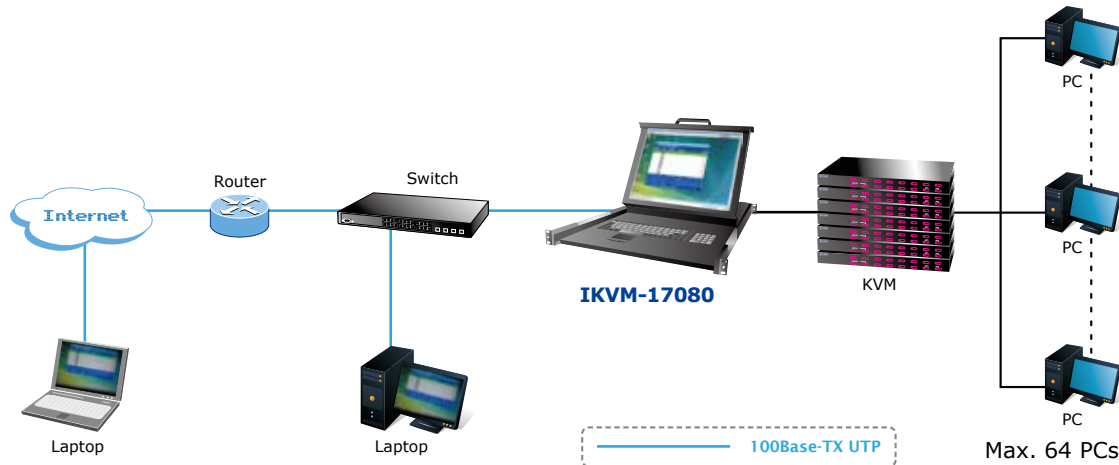 PC
Router
Switch
Internet
PC
IKVM-17080
KVM
PC
Laptop
Laptop
100Base-TX UTP
Max. 64 PCs